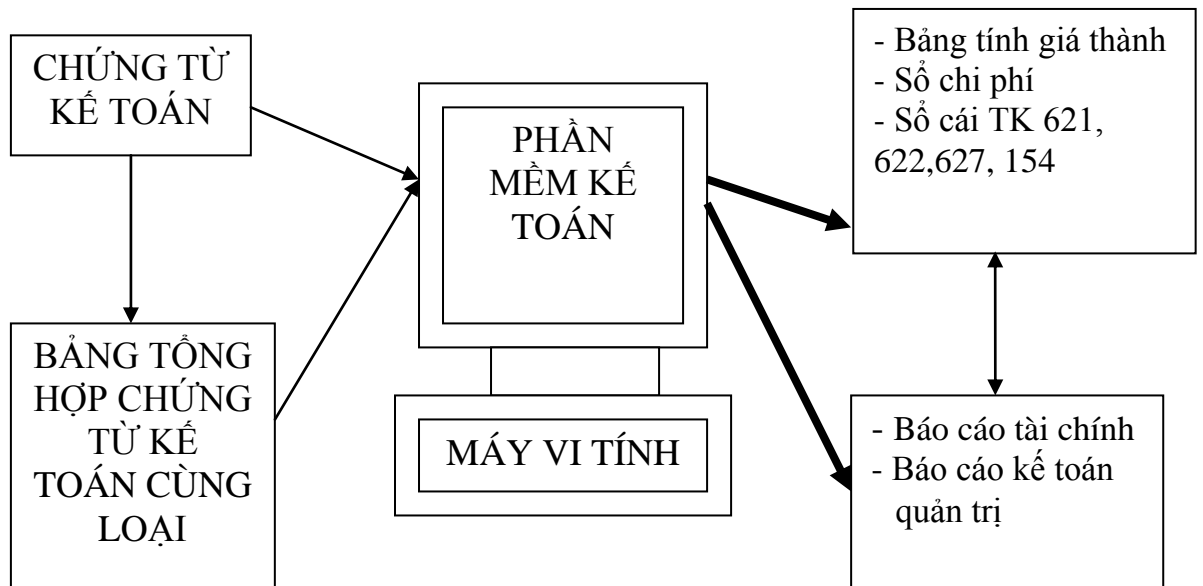 CHỨNG TỪ
KẾ TOÁN
BẢNG TỔNG
HỢP CHỨNG
TỪ KẾ
TOÁN CÙNG
LOẠI
PHẦN
MỀM KẾ
TOÁN
MÁY VI TÍNH
- Bảng tính giá thành
- Sổ chi phí
- Sổ cái TK 621,
622,627, 154
- Báo cáo tài chính
- Báo cáo kế toán
quản trị